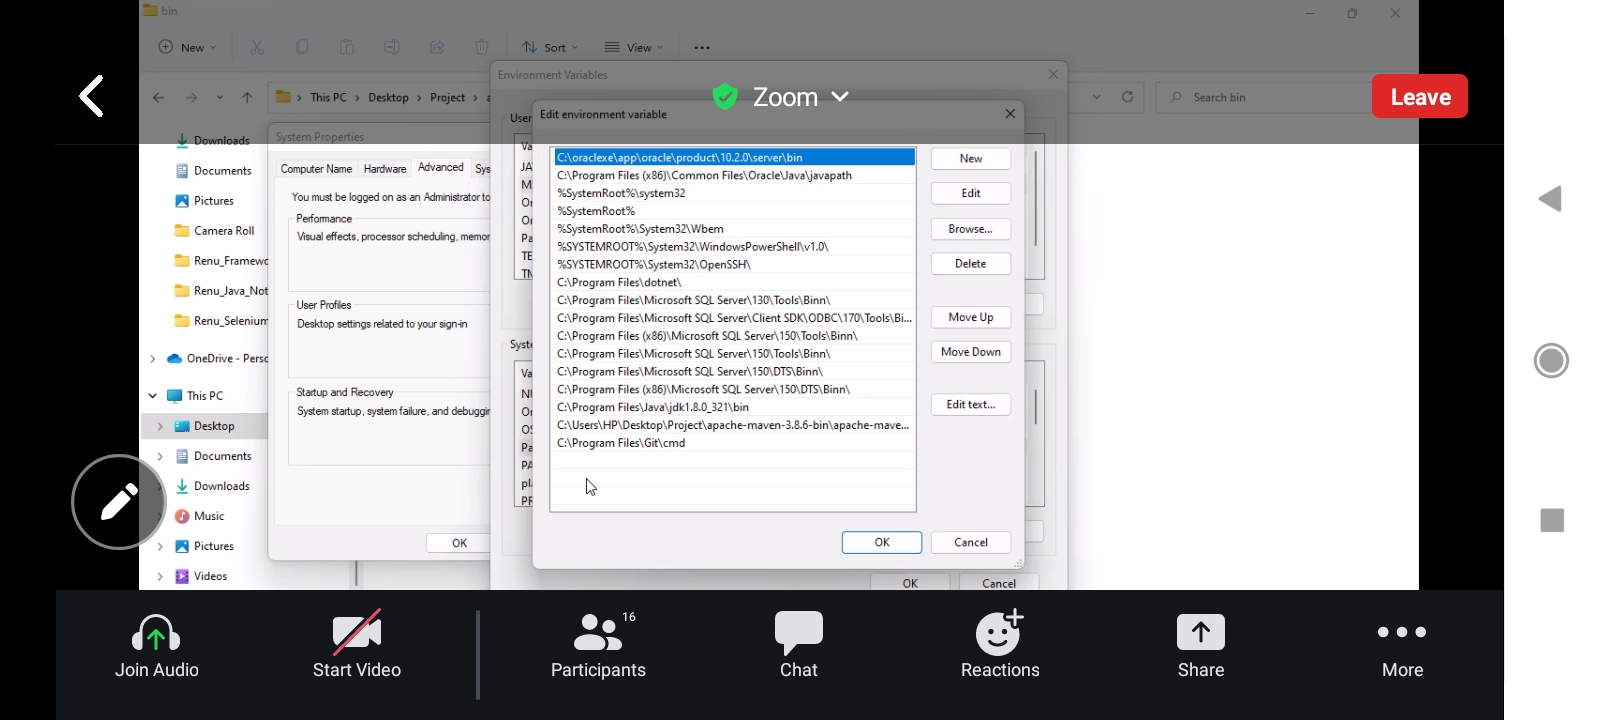 bin
New
Sort
View
This PC > Desktop > Project >
Search bin
Zoom
Leave
Environment Variables
Edit environment variable
System Properties
Downloads
Documents
Pictures
Camera Roll
Renu_Framewo
Renu_Java_Not
Renu_Selenium
OneDrive - Perso
This PC
Desktop
Documents
Downloads
Music
Pictures
Videos
Computer Name
Hardware
Advanced
Sys
You must be logged on as an Administrator to
Performance
Visual effects, processor scheduling, memor
User Profiles
Desktop settings related to your sign-in
Startup and Recovery
System startup, system failure, and debuggin
OK
User
Va
JA
Or
Or
Pa
TE
Syste
Va
Or
OS
Pa
PA
pl
PR
C:\oraclexe\app\oracle\product\10.2.0\server\bin
C:\Program Files (x86)\Common Files\Oracle\Java\javapath
%SystemRoot%\system32
%SystemRoot%
%SystemRoot%\System32\Wbem
%SYSTEMROOT%\System32\WindowsPowerShell\v1.0\
%SYSTEMROOT%\System32\OpenSSH\
C:\Program Files\dotnet\
C:\Program Files\Microsoft SQL Server\130\Tools\Binn\
C:\Program Files\Microsoft SQL Server\Client SDK\ODBC\170\Tools\Bi...
C:\Program Files (x86)\Microsoft SQL Server\150\Tools\Binn\
C:\Program Files\Microsoft SQL Server\150\Tools\Binn\
C:\Program Files\Microsoft SQL Server\150\DTS\Binn\
C:\Program Files (x86)\Microsoft SQL Server\150\DTS\Binn\
C:\Program Files\Java\jdk1.8.0_321\bin
C:\Users\HP\Desktop\Project\apache-maven-3.8.6-bin\apache-mave...
C:\Program Files\Git\cmd
New
Edit
Browse...
Delete
Move Up
Move Down
Edit text...
OK
Cancel
OK
Cancel
Join Audio
Start Video
16
Participants
Chat
Reactions
Share
More